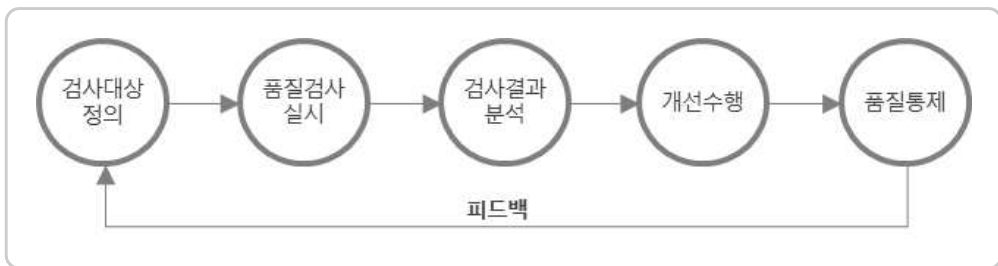 검사대상
정의
품질검사
실시
검사결과
분석
개선수행
품질통제
피드백